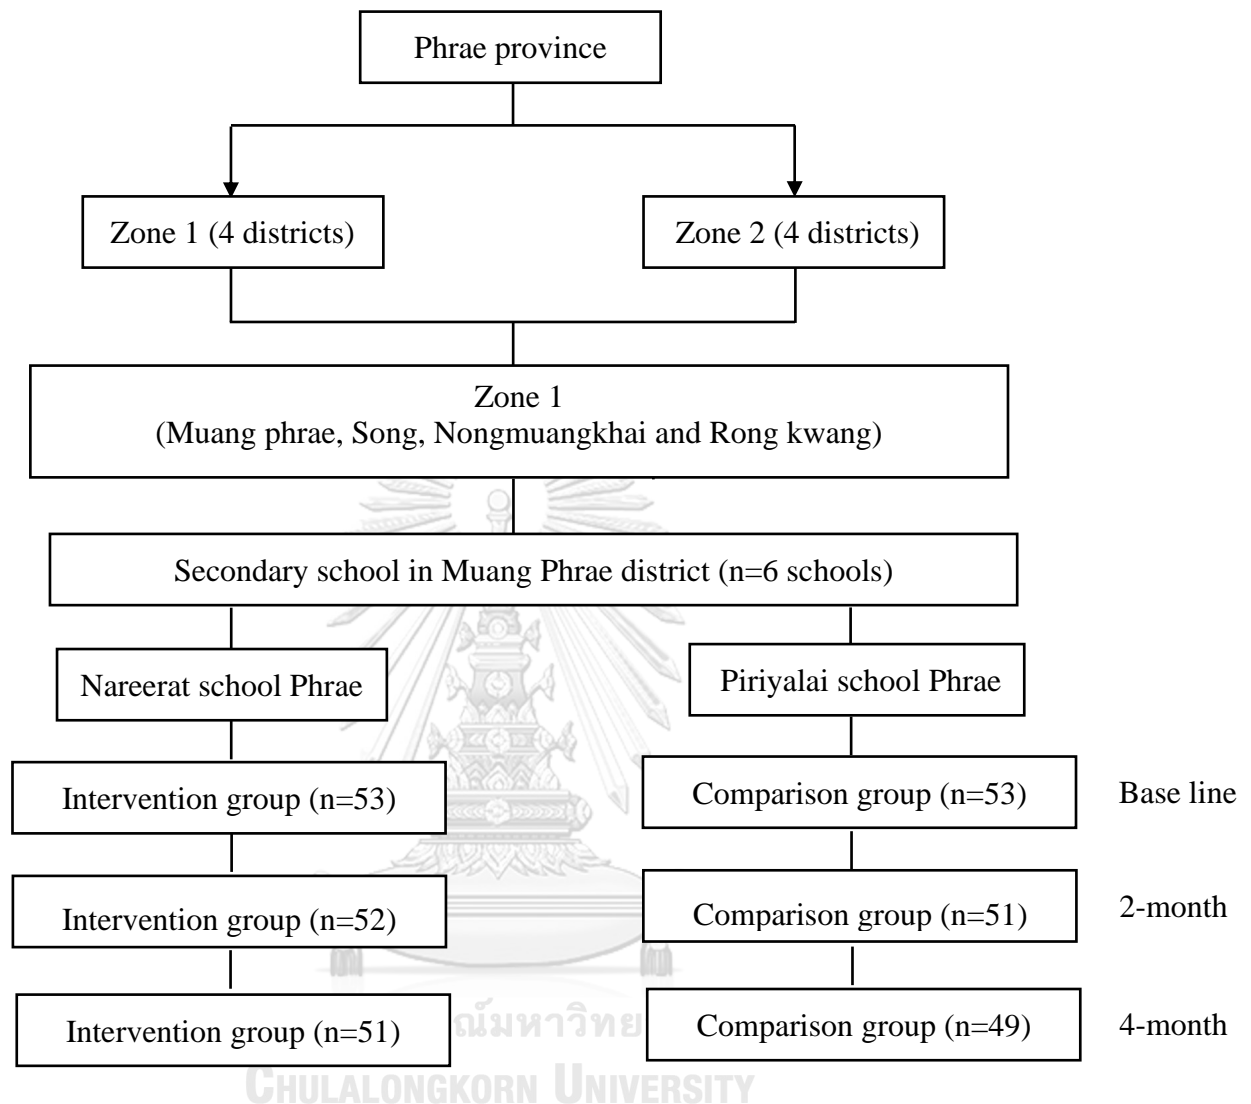 Phrae province
Zone 1 (4 districts)
Zone 2 (4 districts)
Zone 1
(Muang phrae, Song, Nongmuangkhai and Rong kwang)
Secondary school in Muang Phrae district (n=6 schools)
Nareerat school Phrae
Piriyalai school Phrae
Intervention group (n=53)
Comparison group (n=53)
Base line
Intervention group (n=52)
Comparison group (n=51)
2-month
Intervention group (n=51)
Comparison group (n=49)
4-month
CHULALONGKORN UNIVERSITY